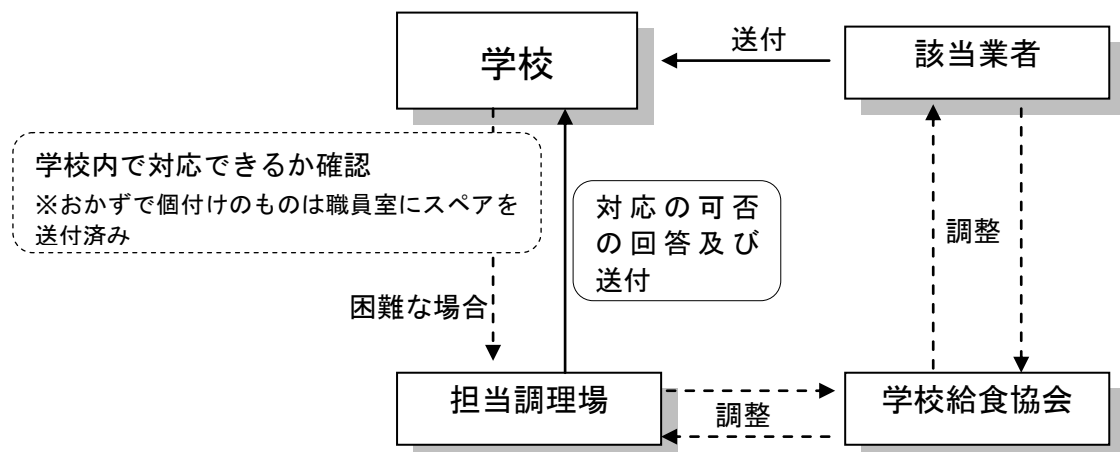 学校
送付
該当業者
学校内で対応できるか確認
※おかずで個付けのものは職員室にスペアを
送付済み
対応の可否
の回答及び
送付
調整
困難な場合
担当調理場
調整
学校給食協会